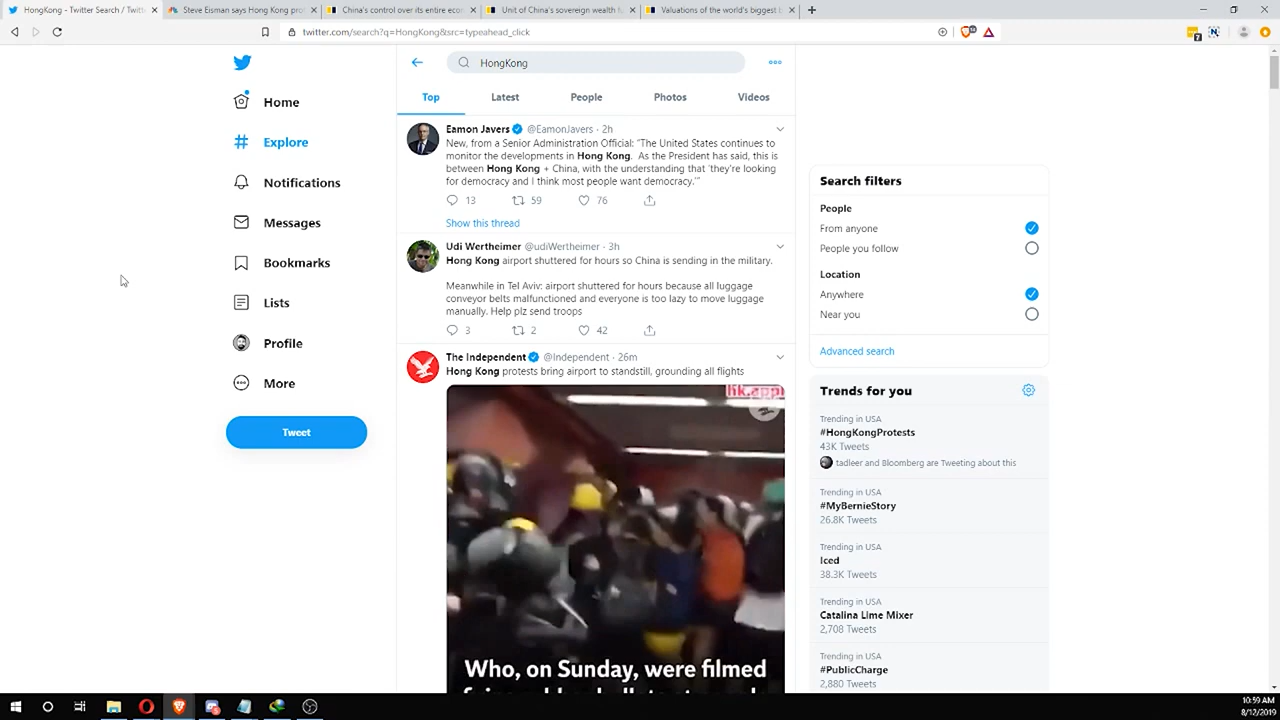 HongKong - Twitter Search / Twitt
Steve Eisman says Hong Kong pro
China's control over its entire econ
Unit of China's sovereign wealth f
Valuations of the world's biggest b
twitter.com/search?q=HongKong&src=typeahead_click
HongKong
Top
Latest
People
Photos
Videos
Home
Explore
Notifications
Messages
Bookmarks
Lists
Profile
More
Tweet
Eamon Javers @EamonJavers · 2h
New, from a Senior Administration Official: "The United States continues to
monitor the developments in Hong Kong. As the President has said, this is
between Hong Kong + China, with the understanding that 'they're looking
for democracy and I think most people want democracy.'"
13 59 76
Show this thread
Udi Wertheimer @udiWertheimer · 3h
Hong Kong airport shuttered for hours so China is sending in the military.
Meanwhile in Tel Aviv: airport shuttered for hours because all luggage
conveyor belts malfunctioned and everyone is too lazy to move luggage
manually. Help plz send troops
3 2 42
The Independent @Independent · 26m
Hong Kong protests bring airport to standstill, grounding all flights
hk.appl
Who, on Sunday, were filmed
Search filters
People
From anyone
People you follow
Location
Anywhere
Near you
Advanced search
Trends for you
Trending in USA
#HongKongProtests
43K Tweets
tadleer and Bloomberg are Tweeting about this
Trending in USA
#MyBernieStory
26.8K Tweets
Trending in USA
Iced
38.3K Tweets
Trending in USA
Catalina Lime Mixer
2,708 Tweets
Trending in USA
#PublicCharge
2,880 Tweets
10:59 AM
8/12/2019